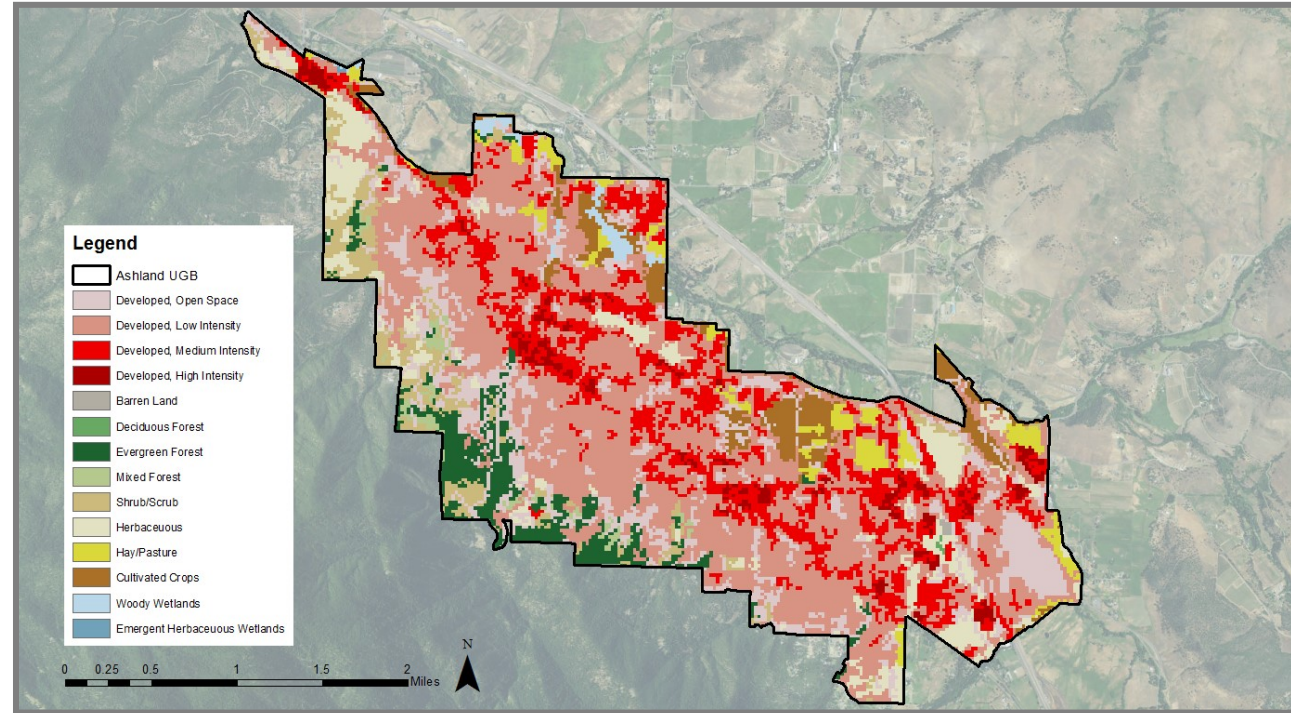 Legend
Ashland UGB
Developed, Open Space
Developed, Low Intensity
Developed, Medium Intensity
Developed, High Intensity
Barren Land
Deciduous Forest
Evergreen Forest
Mixed Forest
Shrub/Scrub
Herbaceuous
Hay/Pasture
Cultivated Crops
Woody Wetlands
Emergent Herbaceuous Wetlands
N
0 0.25 0.5 1 1.5 2
Miles